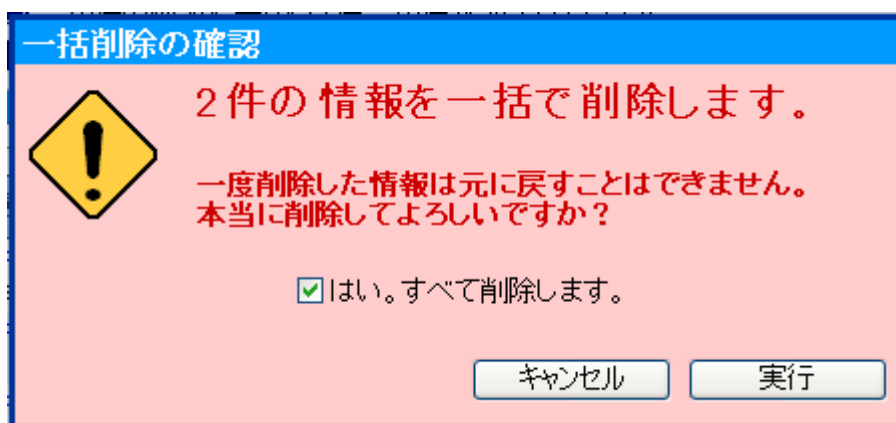 一括削除の確認
2件の情報を一括で削除します。
一度削除した情報は元に戻すことはできません。
本当に削除してよろしいですか？
はい。すべて削除します。
キャンセル
実行